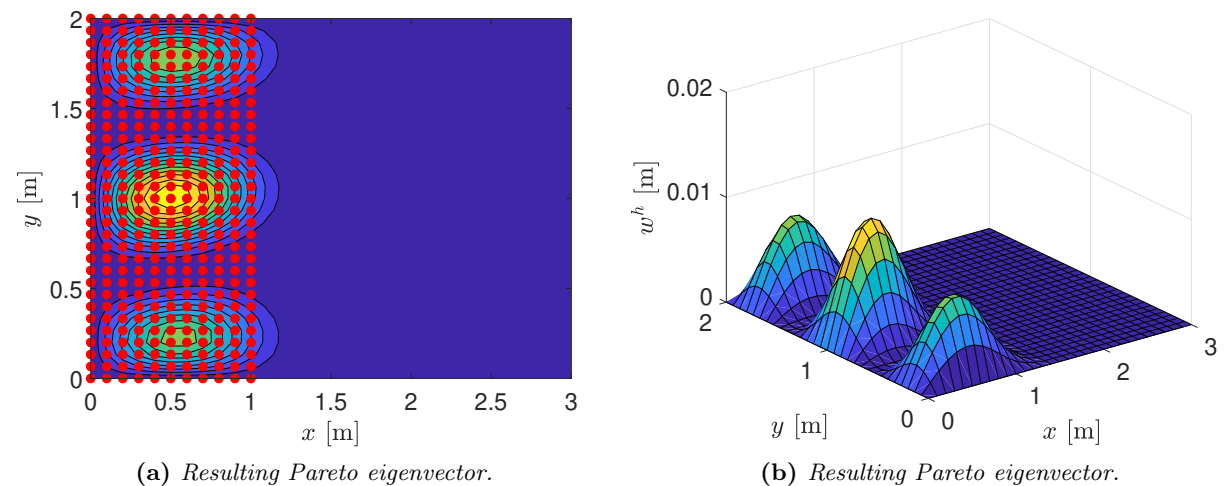 2
1.5
1
0.5
0
y [m]
0 0.5 1 1.5 2 2.5 3
x [m]
(a) Resulting Pareto eigenvector.
0.02
0.01
0
w^h [m]
2
1
0
y [m]
0
1
2
3
x [m]
(b) Resulting Pareto eigenvector.